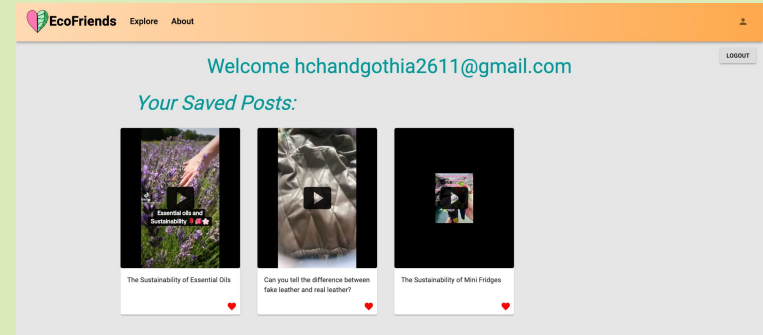 EcoFriends Explore About
LOGOUT
Welcome hchandgothia2611@gmail.com
Your Saved Posts:
Essential oils and
Sustainability
The Sustainability of Essential Oils
Can you tell the difference between
fake leather and real leather?
The Sustainability of Mini Fridges